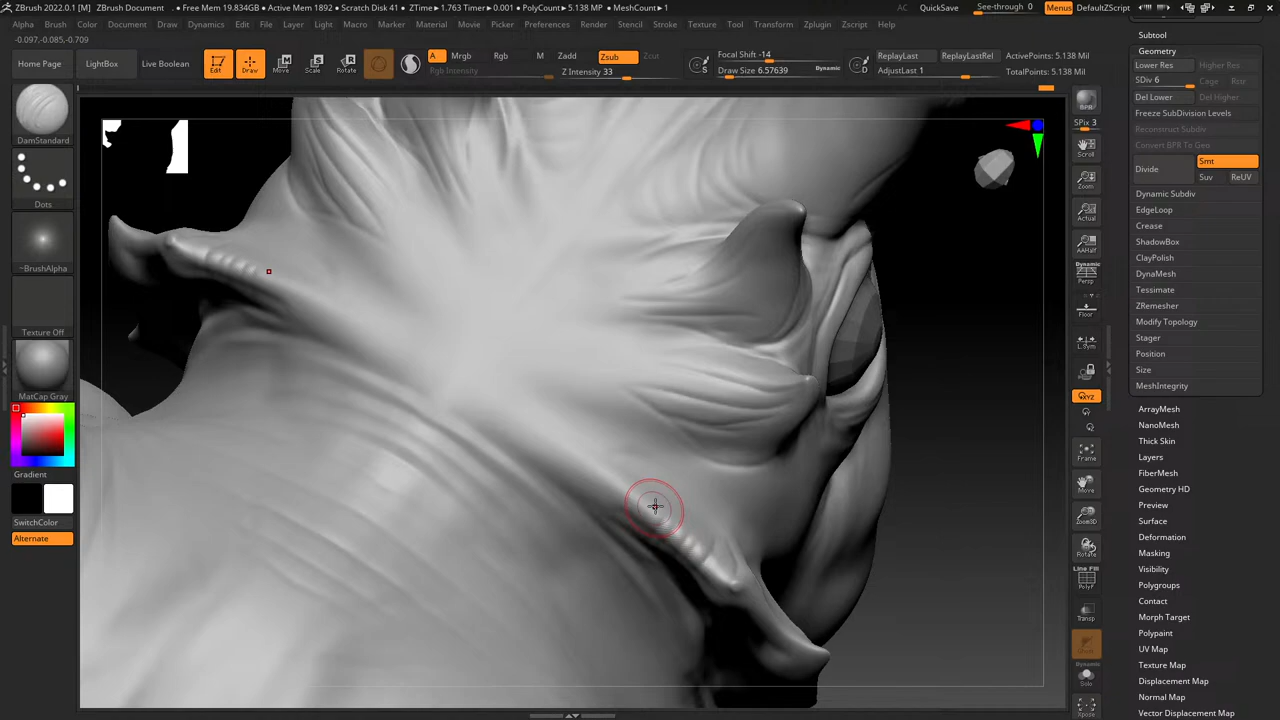 ZBrush 2022.0.1 [M] ZBrush Document . ● Free Mem 19.834GB ● Active Mem 1892 ● Scratch Disk 41 ● ZTime▸1.763 Timer▸0.001 ● PolyCount▸5.138 MP ● MeshCount▸1 AC QuickSave See-through 0 Menus DefaultZScript
Alpha Brush Color Document Draw Dynamics Edit File Layer Light Macro Marker Material Movie Picker Preferences Render Stencil Stroke Texture Tool Transform Zplugin Zscript Help
-0.097,-0.085,-0.709
Home Page LightBox Live Boolean Edit Draw Move Scale Rotate
A Mrgb Rgb M Zadd Zsub Zcut
Rgb Intensity Z Intensity 33
Focal Shift -14
Draw Size 6.57639 Dynamic
S D
ReplayLast ReplayLastRel
AdjustLast 1
ActivePoints: 5.138 Mil
TotalPoints: 5.138 Mil
DamStandard
Dots
~BrushAlpha
Texture Off
MatCap Gray
Gradient
SwitchColor
Alternate
BPR
SPix 3
Scroll
Zoom
Actual
AAHalf
Dynamic
Persp
Floor
L.Sym
XYZ
Frame
Move
Zoom3D
Rotate
Line Fill
PolyF
Transp
Ghost
Dynamic
Solo
Xpose
Subtool
Geometry
Lower Res Higher Res
SDiv 6 Cage Rstr
Del Lower Del Higher
Freeze SubDivision Levels
Reconstruct Subdiv
Convert BPR To Geo
Divide Smt
Suv ReUV
Dynamic Subdiv
EdgeLoop
Crease
ShadowBox
ClayPolish
DynaMesh
Tessimate
ZRemesher
Modify Topology
Stager
Position
Size
MeshIntegrity
ArrayMesh
NanoMesh
Thick Skin
Layers
FiberMesh
Geometry HD
Preview
Surface
Deformation
Masking
Visibility
Polygroups
Contact
Morph Target
Polypaint
UV Map
Texture Map
Displacement Map
Normal Map
Vector Displacement Map